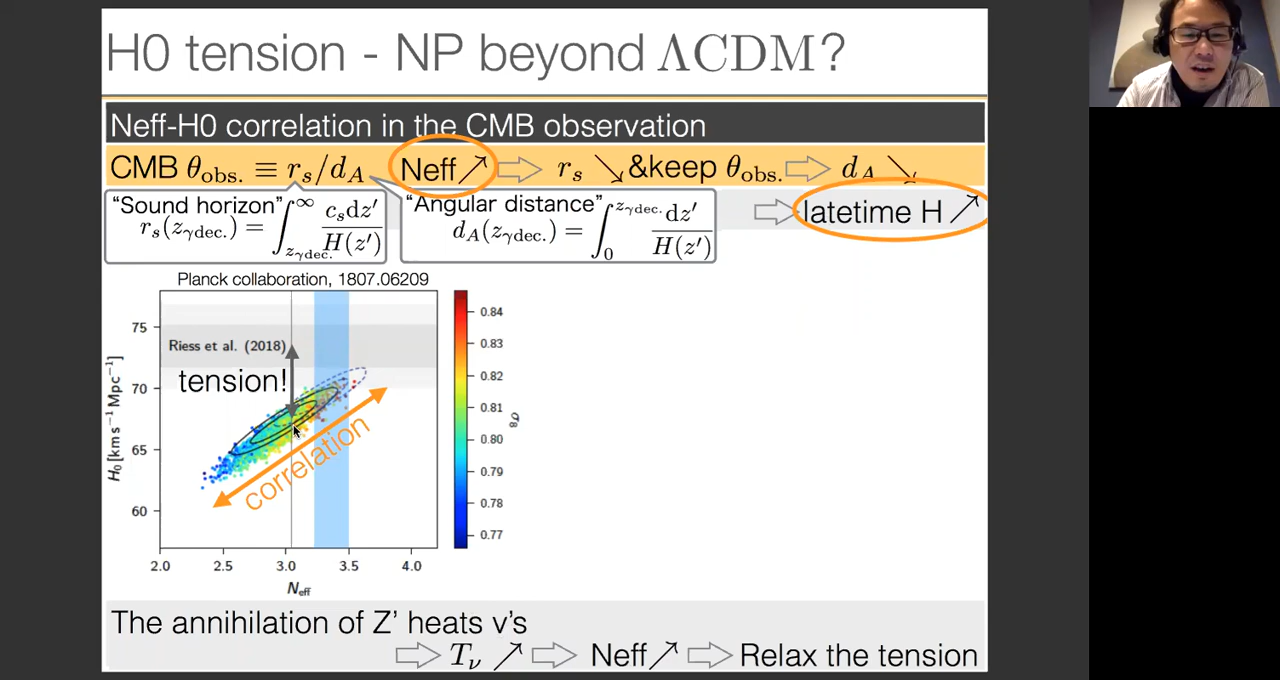 H0 tension - NP beyond ΛCDM?
Neff-H0 correlation in the CMB observation
CMB θobs. ≡ rs/dA Neff↗ ⇨ rs ↘&keep θobs. ⇨ dA ↘
⇨ latetime H ↗
"Sound horizon"
rs(zγdec.) = ∫_{zγdec.}^{∞} csdz′/H(z′)
"Angular distance"
dA(zγdec.) = ∫_0^{zγdec.} dz′/H(z′)
Planck collaboration, 1807.06209
Riess et al. (2018)
tension!
correlation
H0 [km s−1 Mpc−1]
75
70
65
60
2.0 2.5 3.0 3.5 4.0
Neff
0.84
0.83
0.82
0.81
0.80
0.79
0.78
0.77
σ8
The annihilation of Z' heats ν's
⇨ Tν ↗ ⇨ Neff↗ ⇨ Relax the tension